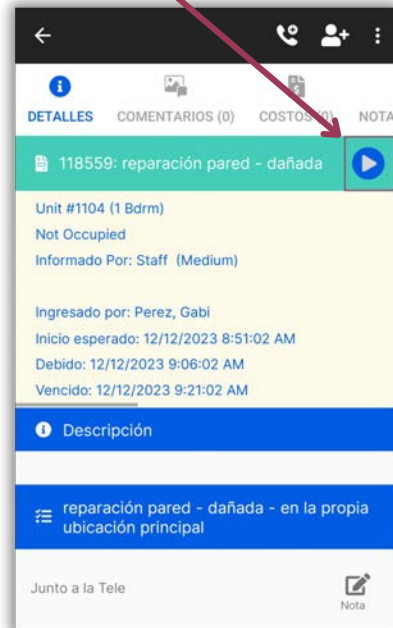 DETALLES
COMENTARIOS (0)
COSTOS (0)
NOTA
118559: reparación pared - dañada
Unit #1104 (1 Bdrm)
Not Occupied
Informado Por: Staff (Medium)
Ingresado por: Perez, Gabi
Inicio esperado: 12/12/2023 8:51:02 AM
Debido: 12/12/2023 9:06:02 AM
Vencido: 12/12/2023 9:21:02 AM
Descripción
reparación pared - dañada - en la propia
ubicación principal
Junto a la Tele
Nota